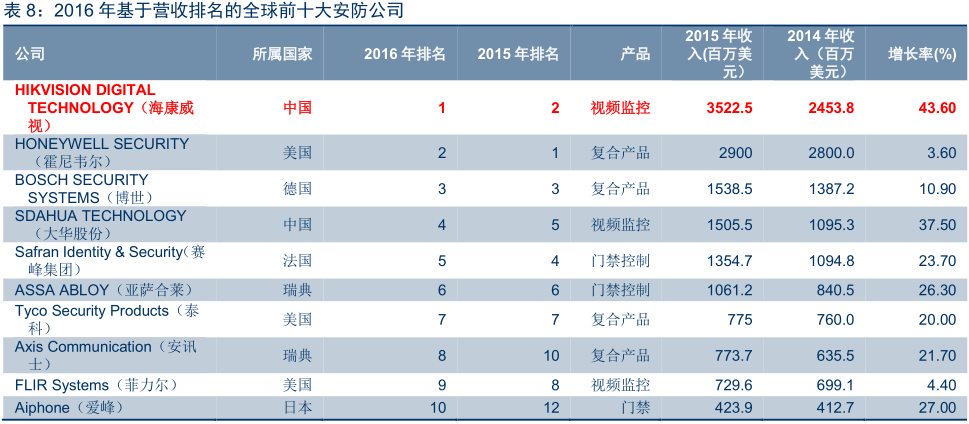 表 8：2016 年基于营收排名的全球前十大安防公司
公司 所属国家 2016 年排名 2015 年排名 产品 2015 年收入(百万美元） 2014 年收入（百万美元） 增长率(%)
HIKVISION DIGITAL TECHNOLOGY（海康威视） 中国 1 2 视频监控 3522.5 2453.8 43.60
HONEYWELL SECURITY（霍尼韦尔） 美国 2 1 复合产品 2900 2800.0 3.60
BOSCH SECURITY SYSTEMS（博世） 德国 3 3 复合产品 1538.5 1387.2 10.90
SDAHUA TECHNOLOGY（大华股份） 中国 4 5 视频监控 1505.5 1095.3 37.50
Safran Identity & Security（赛峰集团） 法国 5 4 门禁控制 1354.7 1094.8 23.70
ASSA ABLOY（亚萨合莱） 瑞典 6 6 门禁控制 1061.2 840.5 26.30
Tyco Security Products（泰科） 美国 7 7 复合产品 775 760.0 20.00
Axis Communication（安讯士） 瑞典 8 10 复合产品 773.7 635.5 21.70
FLIR Systems（菲力尔） 美国 9 8 视频监控 729.6 699.1 4.40
Aiphone（爱峰） 日本 10 12 门禁 423.9 412.7 27.00